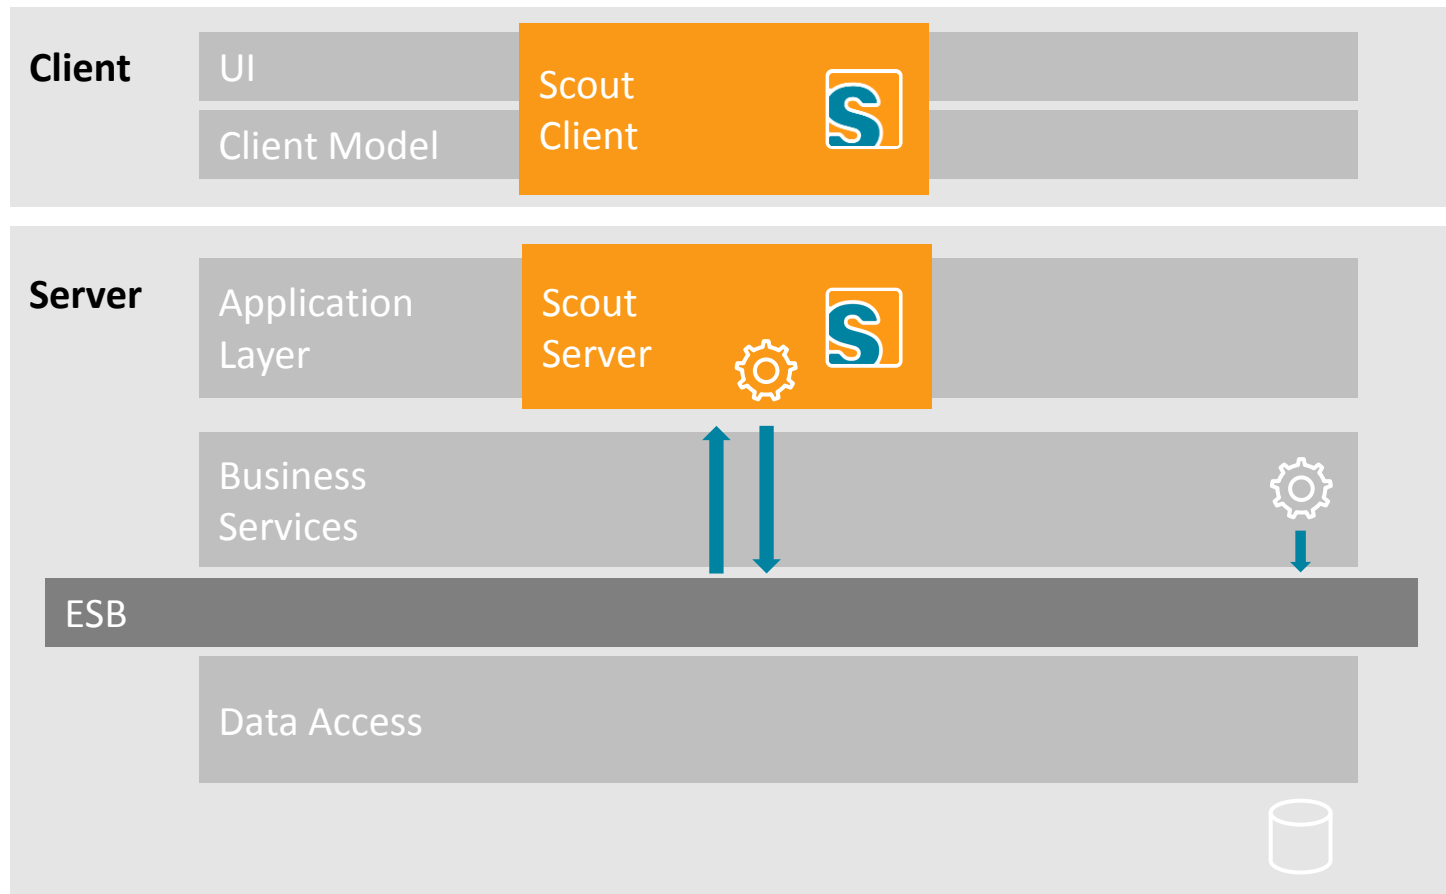 Client
UI
Client Model
Scout
Client
S
Server
Application
Layer
Scout
Server
S
Business
Services
ESB
Data Access